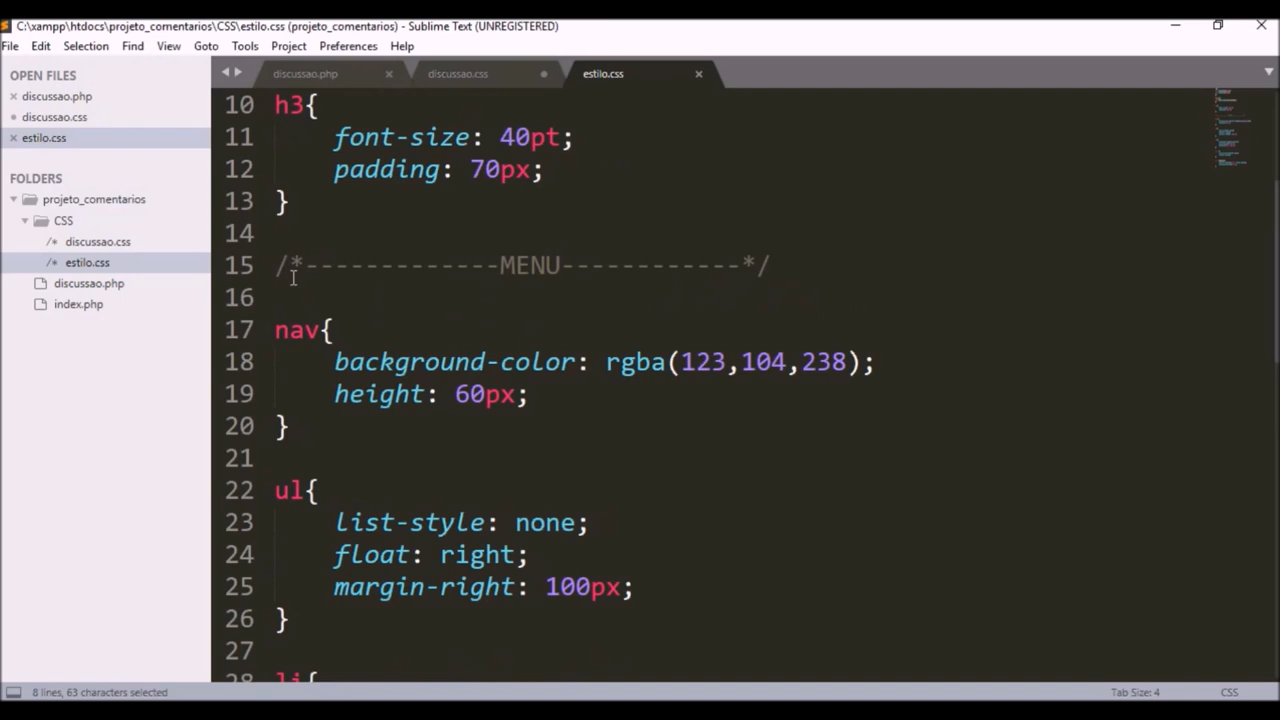 C:\xampp\htdocs\projeto_comentarios\CSS\estilo.css (projeto_comentarios) - Sublime Text (UNREGISTERED)
File Edit Selection Find View Goto Tools Project Preferences Help
OPEN FILES
discussao.php
discussao.css
estilo.css
FOLDERS
projeto_comentarios
CSS
/* discussao.css
/* estilo.css
discussao.php
index.php
discussao.php discussao.css estilo.css
10 h3{
11 font-size: 40pt;
12 padding: 70px;
13 }
14
15 /*-------------MENU------------*/
16
17 nav{
18 background-color: rgba(123,104,238);
19 height: 60px;
20 }
21
22 ul{
23 list-style: none;
24 float: right;
25 margin-right: 100px;
26 }
27
28 li{
8 lines, 63 characters selected
Tab Size: 4 CSS